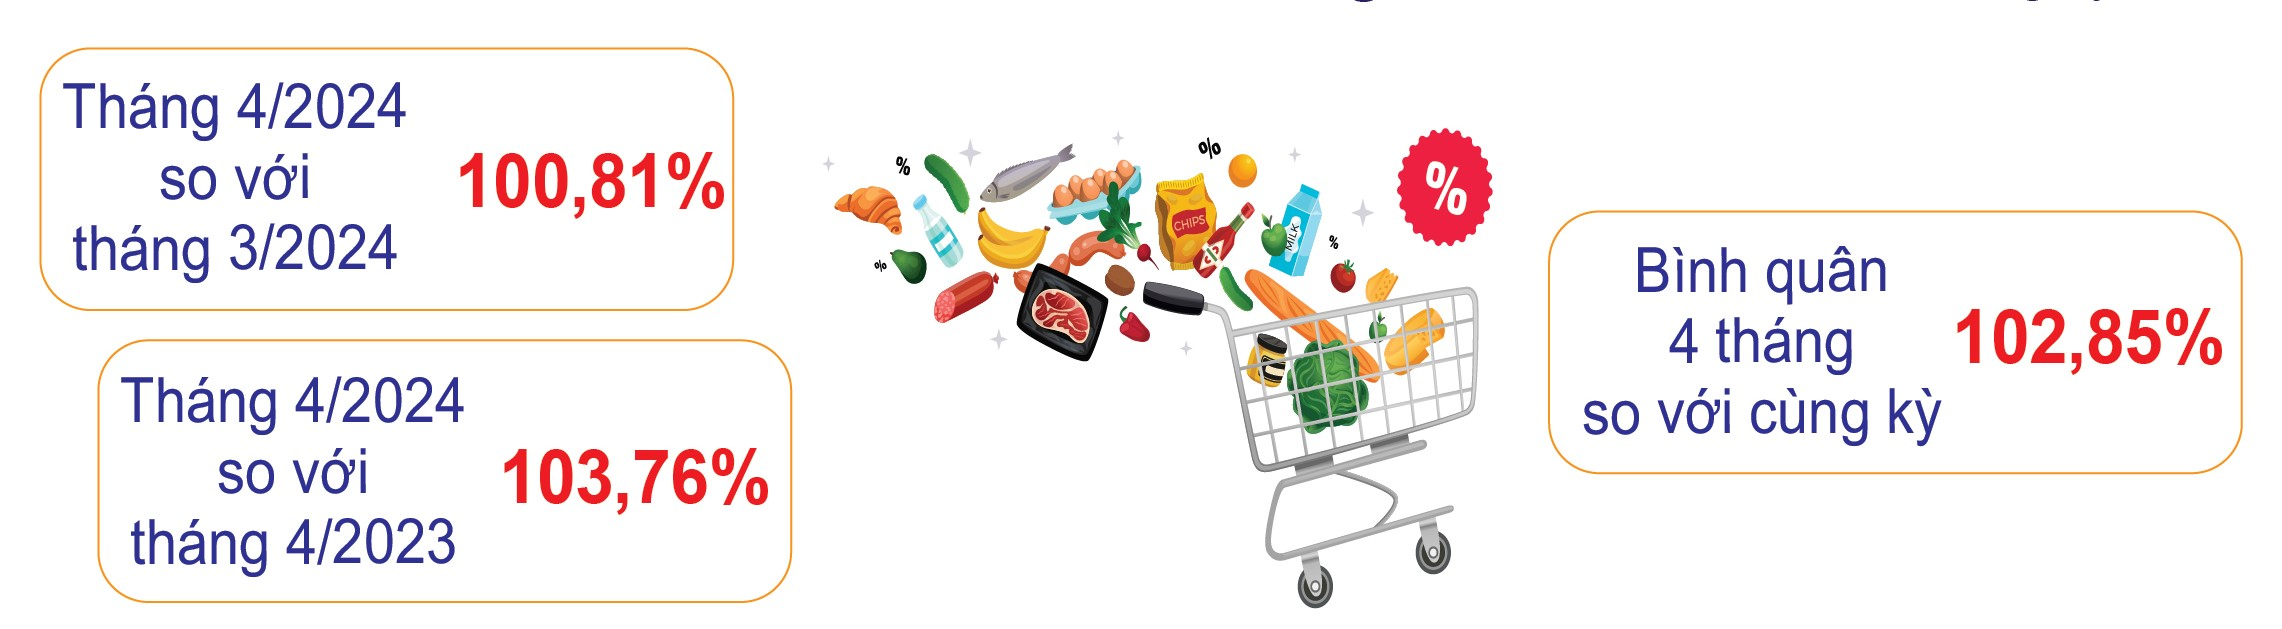 Tháng 4/2024
so với
tháng 3/2024
100,81%
Tháng 4/2024
so với
tháng 4/2023
103,76%
%
%
%
%
%
CHIPS
MILK
Bình quân
4 tháng
so với cùng kỳ
102,85%